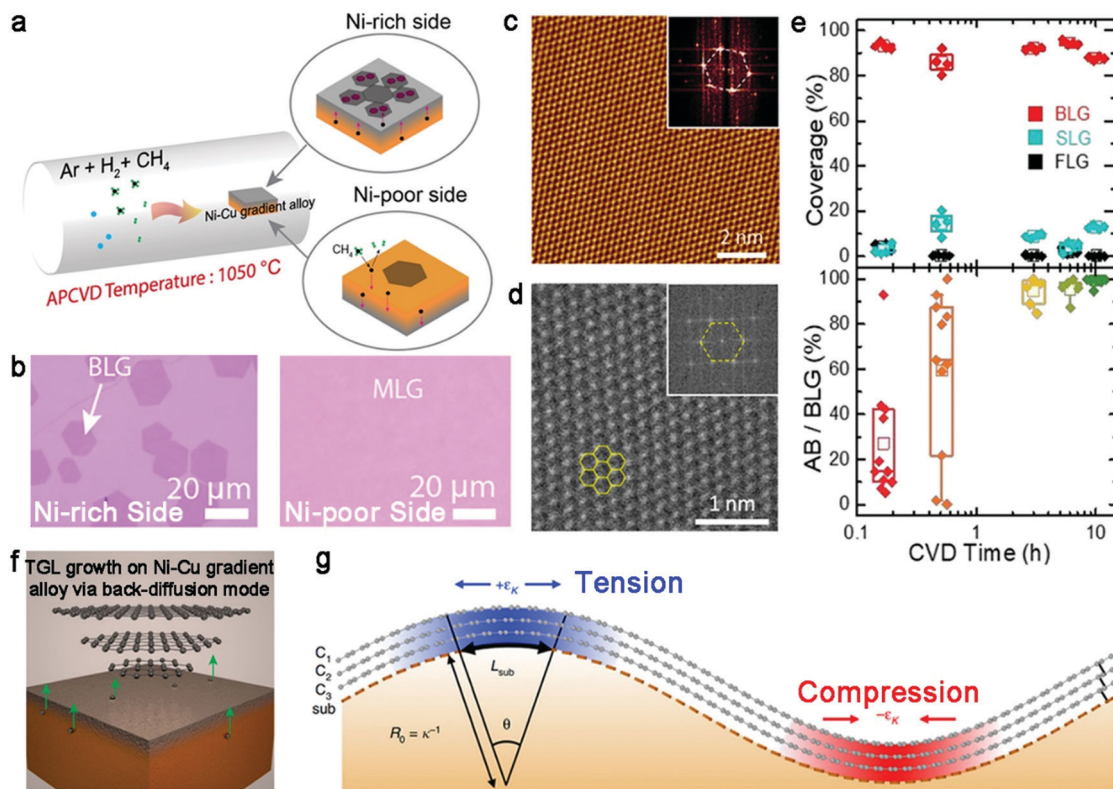 a
Ni-rich side
Ar + H₂ + CH₄
Ni-Cu gradient alloy
APCVD Temperature : 1050 °C
Ni-poor side
CH₄
b
BLG
20 µm
Ni-rich Side
MLG
20 µm
Ni-poor Side
c
2 nm
d
1 nm
e
Coverage (%)
100
80
60
40
20
0
BLG
SLG
FLG
AB / BLG (%)
100
80
60
40
20
0
0.1
1
10
CVD Time (h)
f
TGL growth on Ni-Cu gradient
alloy via back-diffusion mode
g
+εκ
Tension
C₁
C₂
C₃
sub
Lsub
R₀ = κ⁻¹
θ
Compression
−εκ